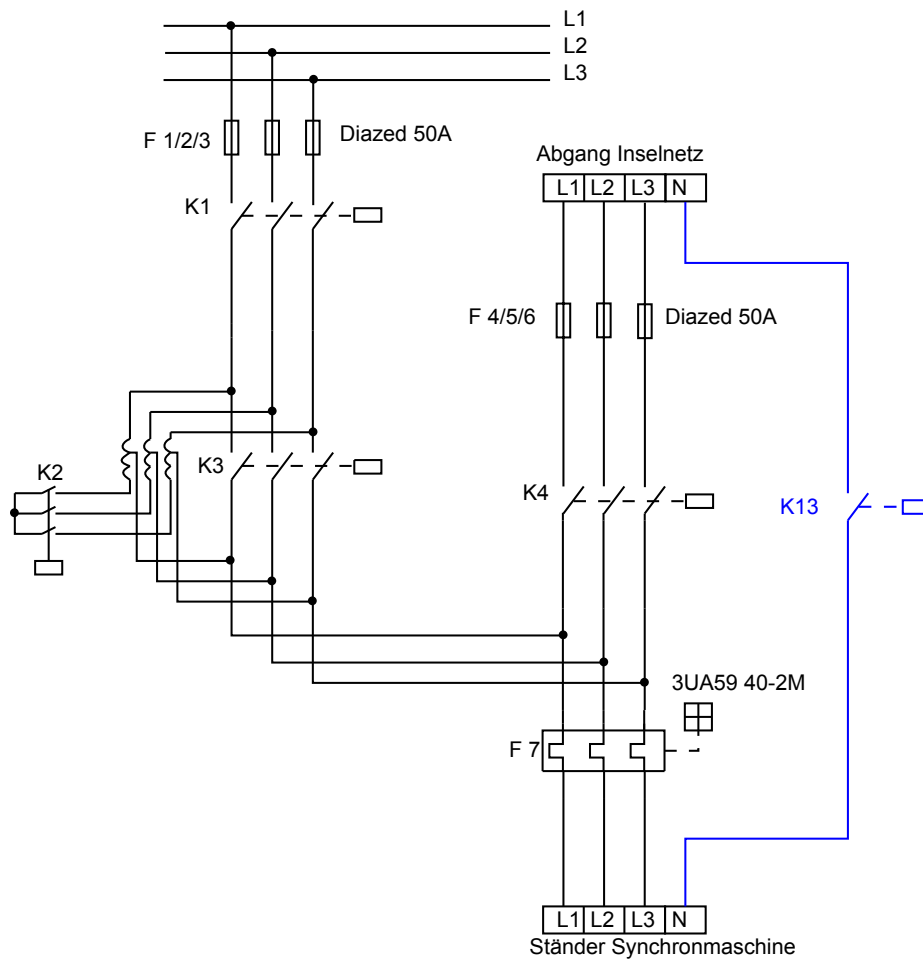 L1
L2
L3
F 1/2/3
Diazed 50A
Abgang Inselnetz
L1 L2 L3 N
K1
F 4/5/6
Diazed 50A
K2
K3
K4
K13
3UA59 40-2M
F 7
L1 L2 L3 N
Ständer Synchronmaschine